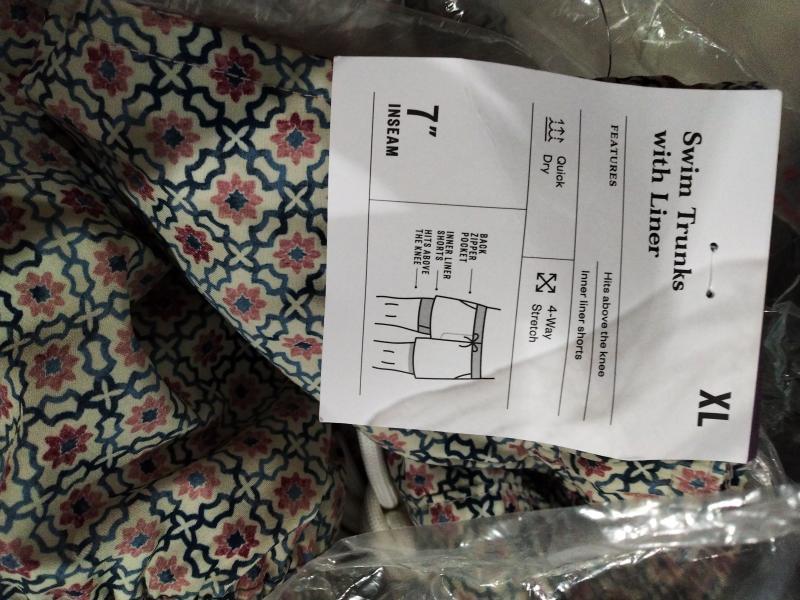 Swim Trunks
with Liner
XL
FEATURES
Hits above the knee
Inner liner shorts
Quick
Dry
4-Way
Stretch
7"
INSEAM
BACK
ZIPPER
POCKET
INNER LINER
SHORTS
HITS ABOVE
THE KNEE